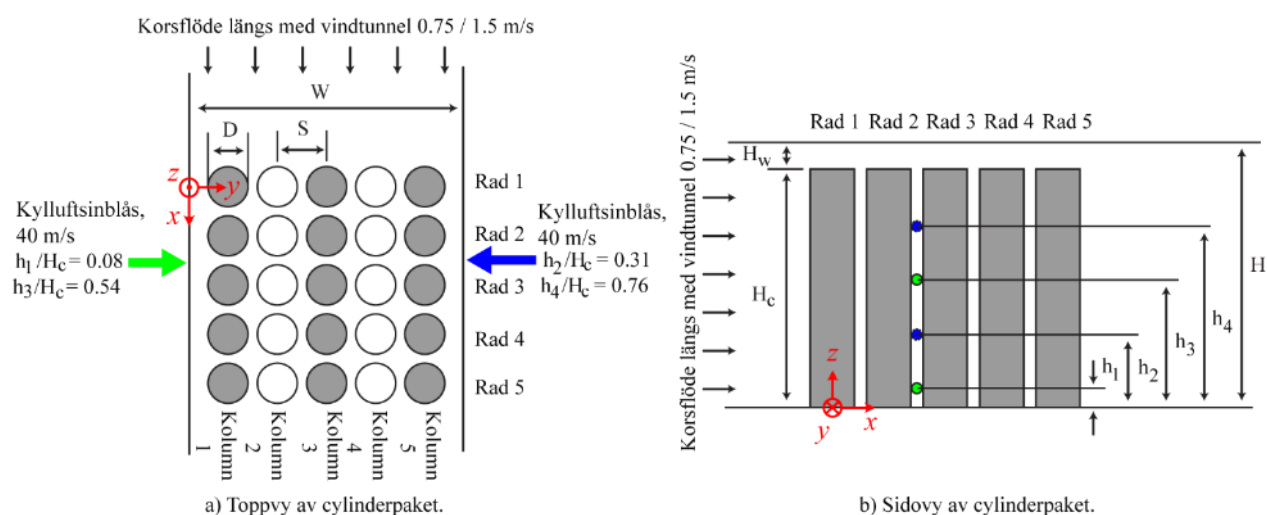 Korsflöde längs med vindtunnel 0.75 / 1.5 m/s
W
D
S
z
y
x
Rad 1
Rad 2
Rad 3
Rad 4
Rad 5
Kylluftsinblås,
40 m/s
h1/Hc = 0.08
h3/Hc = 0.54
Kylluftsinblås,
40 m/s
h2/Hc = 0.31
h4/Hc = 0.76
Kolumn 1
Kolumn 2
Kolumn 3
Kolumn 4
Kolumn 5
a) Toppvy av cylinderpaket.
Korsflöde längs med vindtunnel 0.75 / 1.5 m/s
Rad 1 Rad 2 Rad 3 Rad 4 Rad 5
Hw
Hc
H
h1
h2
h3
h4
z
y
x
b) Sidovy av cylinderpaket.